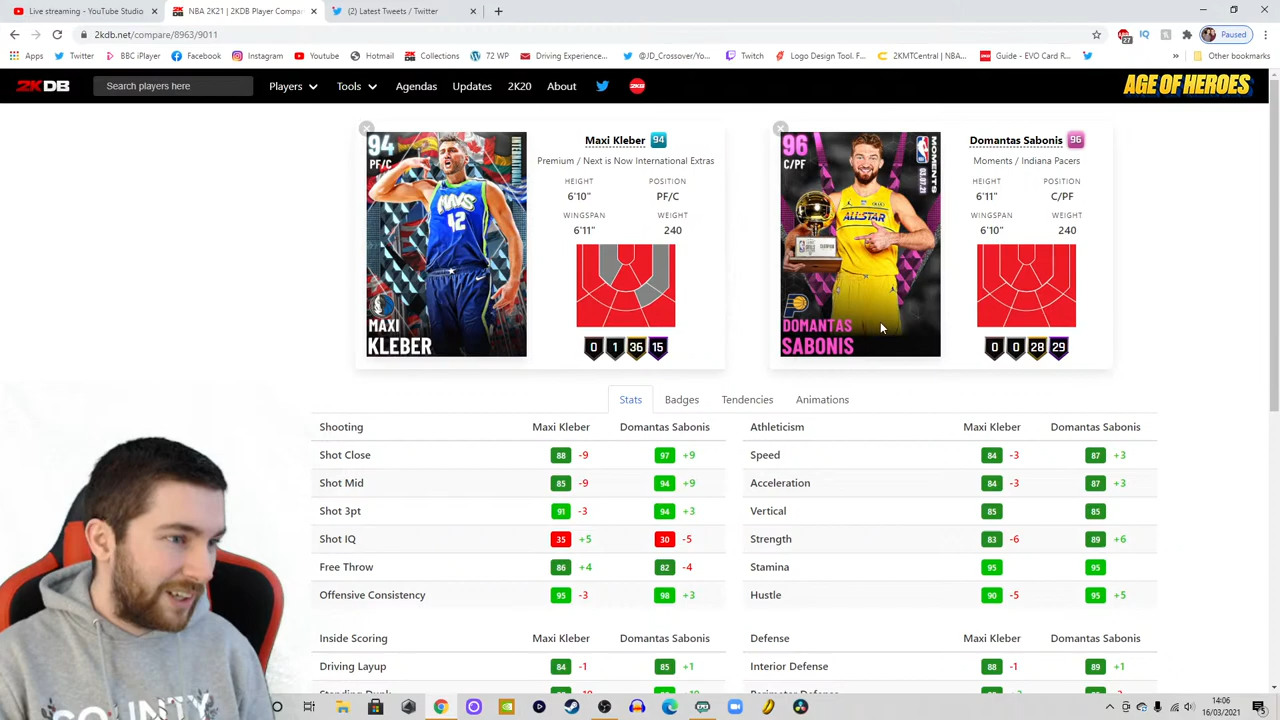 Live streaming - YouTube Studio
NBA 2K21 | 2KDB Player Compa
(2) Latest Tweets / Twitter
2kdb.net/compare/8963/9011
27
IQ
Paused
Apps
Twitter
BBC iPlayer
Facebook
Instagram
Youtube
Hotmail
Collections
72 WP
Driving Experience...
@JD_Crossover/Yo...
Twitch
Logo Design Tool. F...
2KMTCentral | NBA...
Guide - EVO Card R...
Other bookmarks
2KDB
Search players here
Players
Tools
Agendas
Updates
2K20
About
AGE OF HEROES
94
PF/C
MAVS
42
MAXI
KLEBER
Maxi Kleber 94
Premium / Next is Now International Extras
HEIGHT
POSITION
6'10"
PF/C
WINGSPAN
WEIGHT
6'11"
240
0 1 36 15
96
C/PF
MOMENTS
03.07.21
ALL★STAR
DOMANTAS
SABONIS
Domantas Sabonis 96
Moments / Indiana Pacers
HEIGHT
POSITION
6'11"
C/PF
WINGSPAN
WEIGHT
6'10"
240
0 0 28 29
Stats
Badges
Tendencies
Animations
Shooting Maxi Kleber Domantas Sabonis
Shot Close 88 -9 97 +9
Shot Mid 85 -9 94 +9
Shot 3pt 91 -3 94 +3
Shot IQ 35 +5 30 -5
Free Throw 86 +4 82 -4
Offensive Consistency 95 -3 98 +3
Inside Scoring Maxi Kleber Domantas Sabonis
Driving Layup 84 -1 85 +1
Athleticism Maxi Kleber Domantas Sabonis
Speed 84 -3 87 +3
Acceleration 84 -3 87 +3
Vertical 85 85
Strength 83 -6 89 +6
Stamina 95 95
Hustle 90 -5 95 +5
Defense Maxi Kleber Domantas Sabonis
Interior Defense 88 -1 89 +1
COUNTY
14:06
16/03/2021